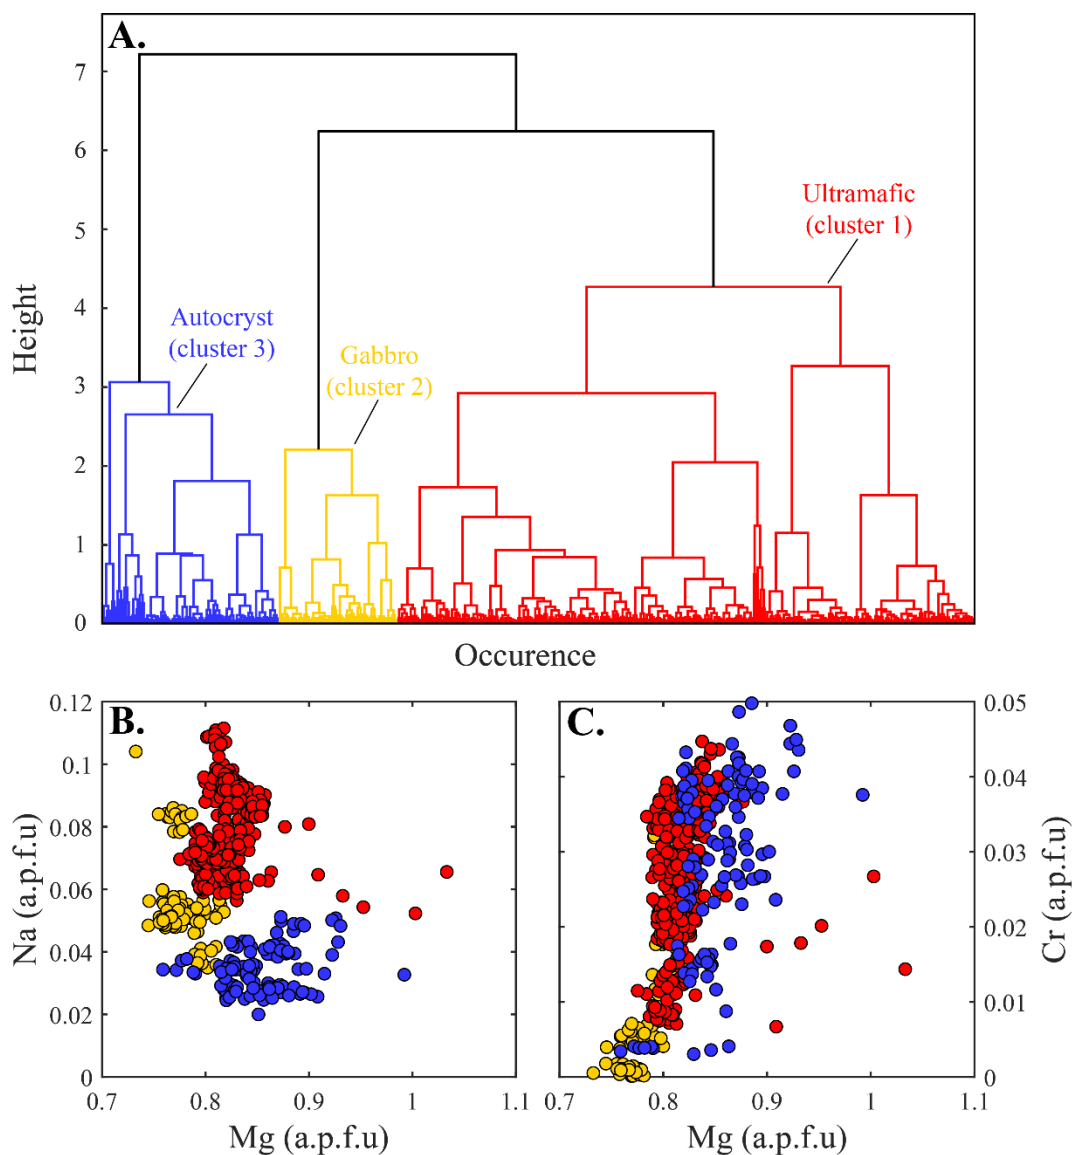 A.
7
6
5
4
3
2
1
0
Height
Ultramafic
(cluster 1)
Autocryst
(cluster 3)
Gabbro
(cluster 2)
Occurence
B.
0.12
0.1
0.08
0.06
0.04
0.02
0
Na (a.p.f.u)
0.7 0.8 0.9 1 1.1
Mg (a.p.f.u)
C.
0.05
0.04
0.03
0.02
0.01
0
Cr (a.p.f.u)
0.7 0.8 0.9 1 1.1
Mg (a.p.f.u)